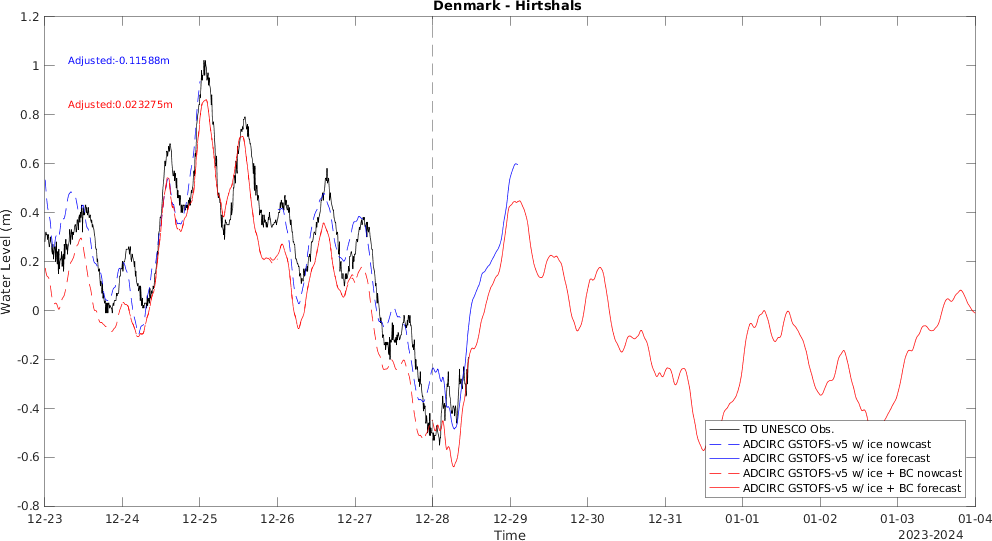 Denmark - Hirtshals
1.2
1
0.8
0.6
0.4
0.2
0
-0.2
-0.4
-0.6
-0.8
Water Level (m)
Adjusted:-0.11588m
Adjusted:0.023275m
TD UNESCO Obs.
ADCIRC GSTOFS-v5 w/ ice nowcast
ADCIRC GSTOFS-v5 w/ ice forecast
ADCIRC GSTOFS-v5 w/ ice + BC nowcast
ADCIRC GSTOFS-v5 w/ ice + BC forecast
12-23 12-24 12-25 12-26 12-27 12-28 12-29 12-30 12-31 01-01 01-02 01-03 01-04
Time
2023-2024